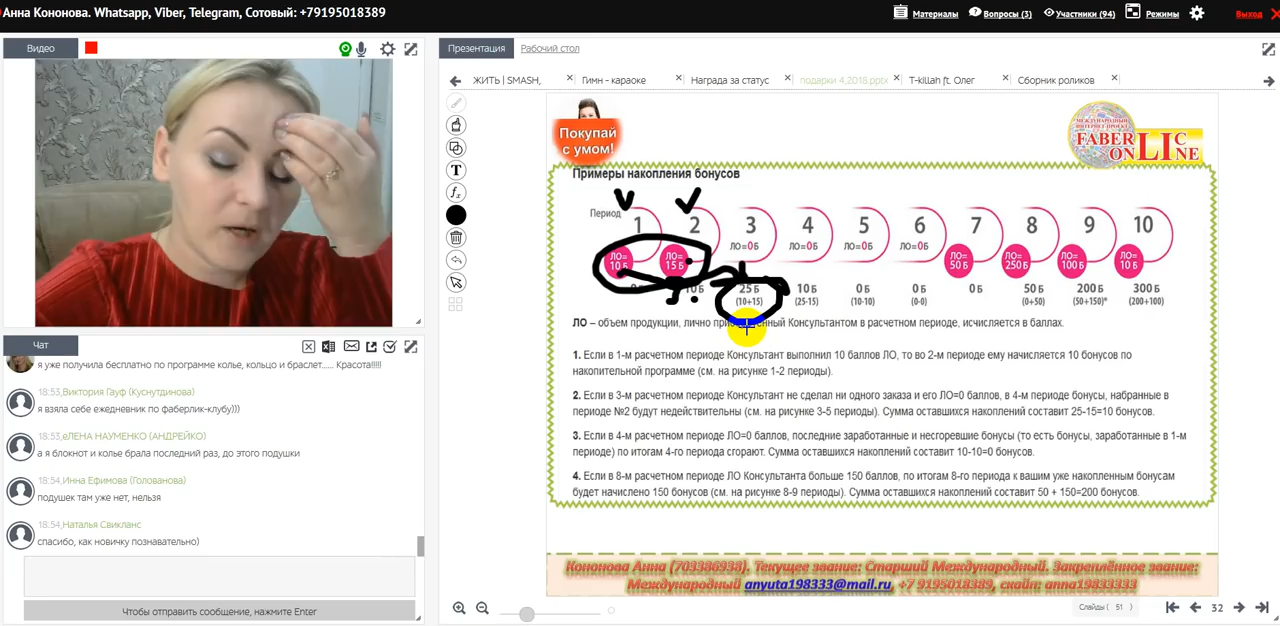 Анна Кононова. Whatsapp, Viber, Telegram, Сотовый: +79195018389
Материалы Вопросы (3) Участники (94) Режимы Выход
Видео
Презентация Рабочий стол
ЖИТЬ | SMASH, Гимн - караоке Награда за статус подарки 4,2018.pptx T-killah ft. Олег Сборник роликов
Покупай
с умом!
МЕЖДУНАРОДНЫЙ
ИНТЕРНЕТ-ПРОЕКТ
FABERLIC
ONLINE
Примеры накопления бонусов
Период 1 2 3 4 5 6 7 8 9 10
ЛО=0Б ЛО=0Б ЛО=0Б ЛО=0Б
ЛО=
10 Б
ЛО=
15 Б
ЛО=
50 Б
ЛО=
250 Б
ЛО=
100 Б
ЛО=
10 Б
10 Б 25 Б 10 Б 0 Б 0 Б 0 Б 50 Б 200 Б 300 Б
(10+15) (25-15) (10-10) (0-0) (0+50) (50+150)* (200+100)
ЛО – объем продукции, лично Консультантом в расчетном периоде, исчисляется в баллах.
1. Если в 1-м расчетном периоде Консультант выполнил 10 баллов ЛО, то во 2-м периоде ему начисляется 10 бонусов по
накопительной программе (см. на рисунке 1-2 периоды).
2. Если в 3-м расчетном периоде Консультант не сделал ни одного заказа и его ЛО=0 баллов, в 4-м периоде бонусы, набранные в
периоде №2 будут недействительны (см. на рисунке 3-5 периоды). Сумма оставшихся накоплений составит 25-15=10 бонусов.
3. Если в 4-м расчетном периоде ЛО=0 баллов, последние заработанные и несгоревшие бонусы (то есть бонусы, заработанные в 1-м
периоде) по итогам 4-го периода сгорают. Сумма оставшихся накоплений составит 10-10=0 бонусов.
4. Если в 8-м расчетном периоде ЛО Консультанта больше 150 баллов, по итогам 8-го периода к вашим уже накопленным бонусам
будет начислено 150 бонусов (см. на рисунке 8-9 периоды). Сумма оставшихся накоплений составит 50 + 150=200 бонусов.
Кононова Анна (703386938). Текущее звание: Старший Международный. Закреплённое звание:
Международный anyuta198333@mail.ru, +7 9195018389, скайп: anna19833333
Слайды ( 51 ) 32
Чат
я уже получила бесплатно по программе колье, кольцо и браслет...... Красота!!!!!
18:53, Виктория Гауф (Куснутдинова)
я взяла себе ежедневник по фаберлик-клубу)))
18:53, еЛЕНА НАУМЕНКО (АНДРЕЙКО)
а я блокнот и колье брала последний раз, до этого подушки
18:54, Инна Ефимова (Голованова)
подушек там уже нет, нельзя
18:54, Наталья Свикланс
спасибо, как новичку познавательно)
Чтобы отправить сообщение, нажмите Enter